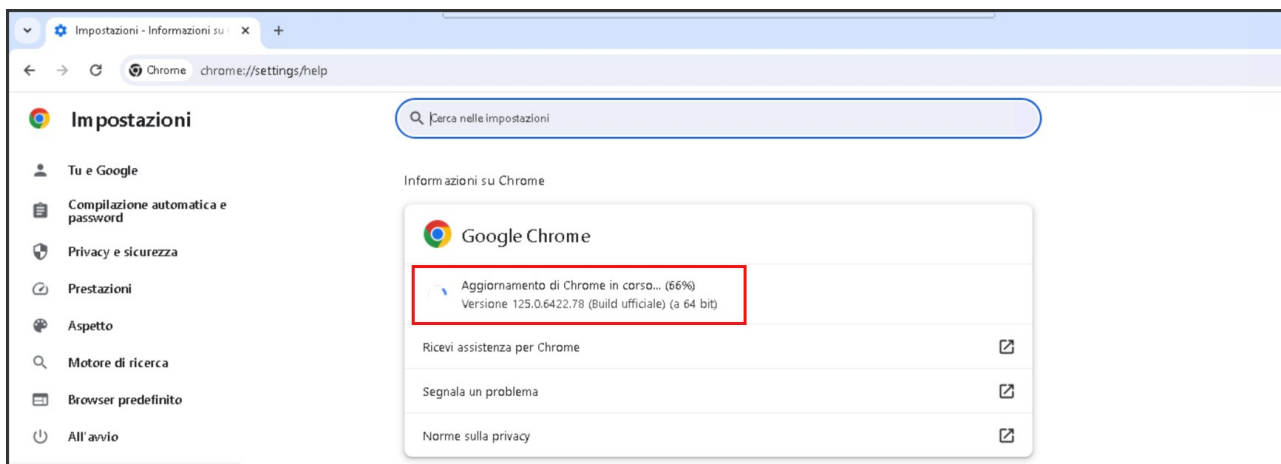 Impostazioni - Informazioni su
Chrome chrome://settings/help
Impostazioni
Cerca nelle impostazioni
Tu e Google
Compilazione automatica e
password
Privacy e sicurezza
Prestazioni
Aspetto
Motore di ricerca
Browser predefinito
All'avvio
Informazioni su Chrome
Google Chrome
Aggiornamento di Chrome in corso... (66%)
Versione 125.0.6422.78 (Build ufficiale) (a 64 bit)
Ricevi assistenza per Chrome
Segnala un problema
Norme sulla privacy